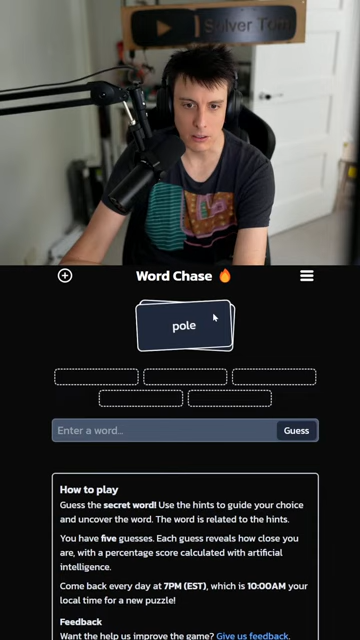 Solver Tom
Word Chase 🔥
pole
Enter a word...
Guess
How to play
Guess the secret word! Use the hints to guide your choice
and uncover the word. The word is related to the hints.
You have five guesses. Each guess reveals how close you
are, with a percentage score calculated with artificial
intelligence.
Come back every day at 7PM (EST), which is 10:00AM your
local time for a new puzzle!
Feedback
Want the help us improve the game? Give us feedback.